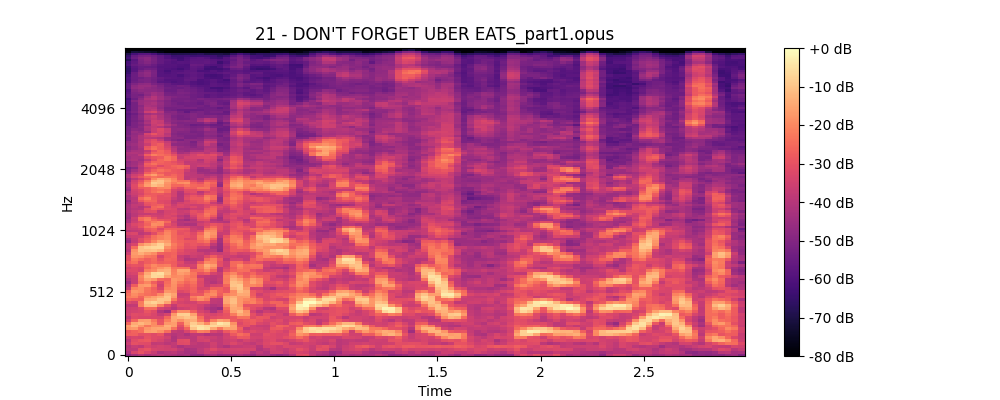 21 - DON'T FORGET UBER EATS_part1.opus
+0 dB
-10 dB
-20 dB
-30 dB
-40 dB
-50 dB
-60 dB
-70 dB
-80 dB
Hz
4096
2048
1024
512
0
0 0.5 1 1.5 2 2.5
Time